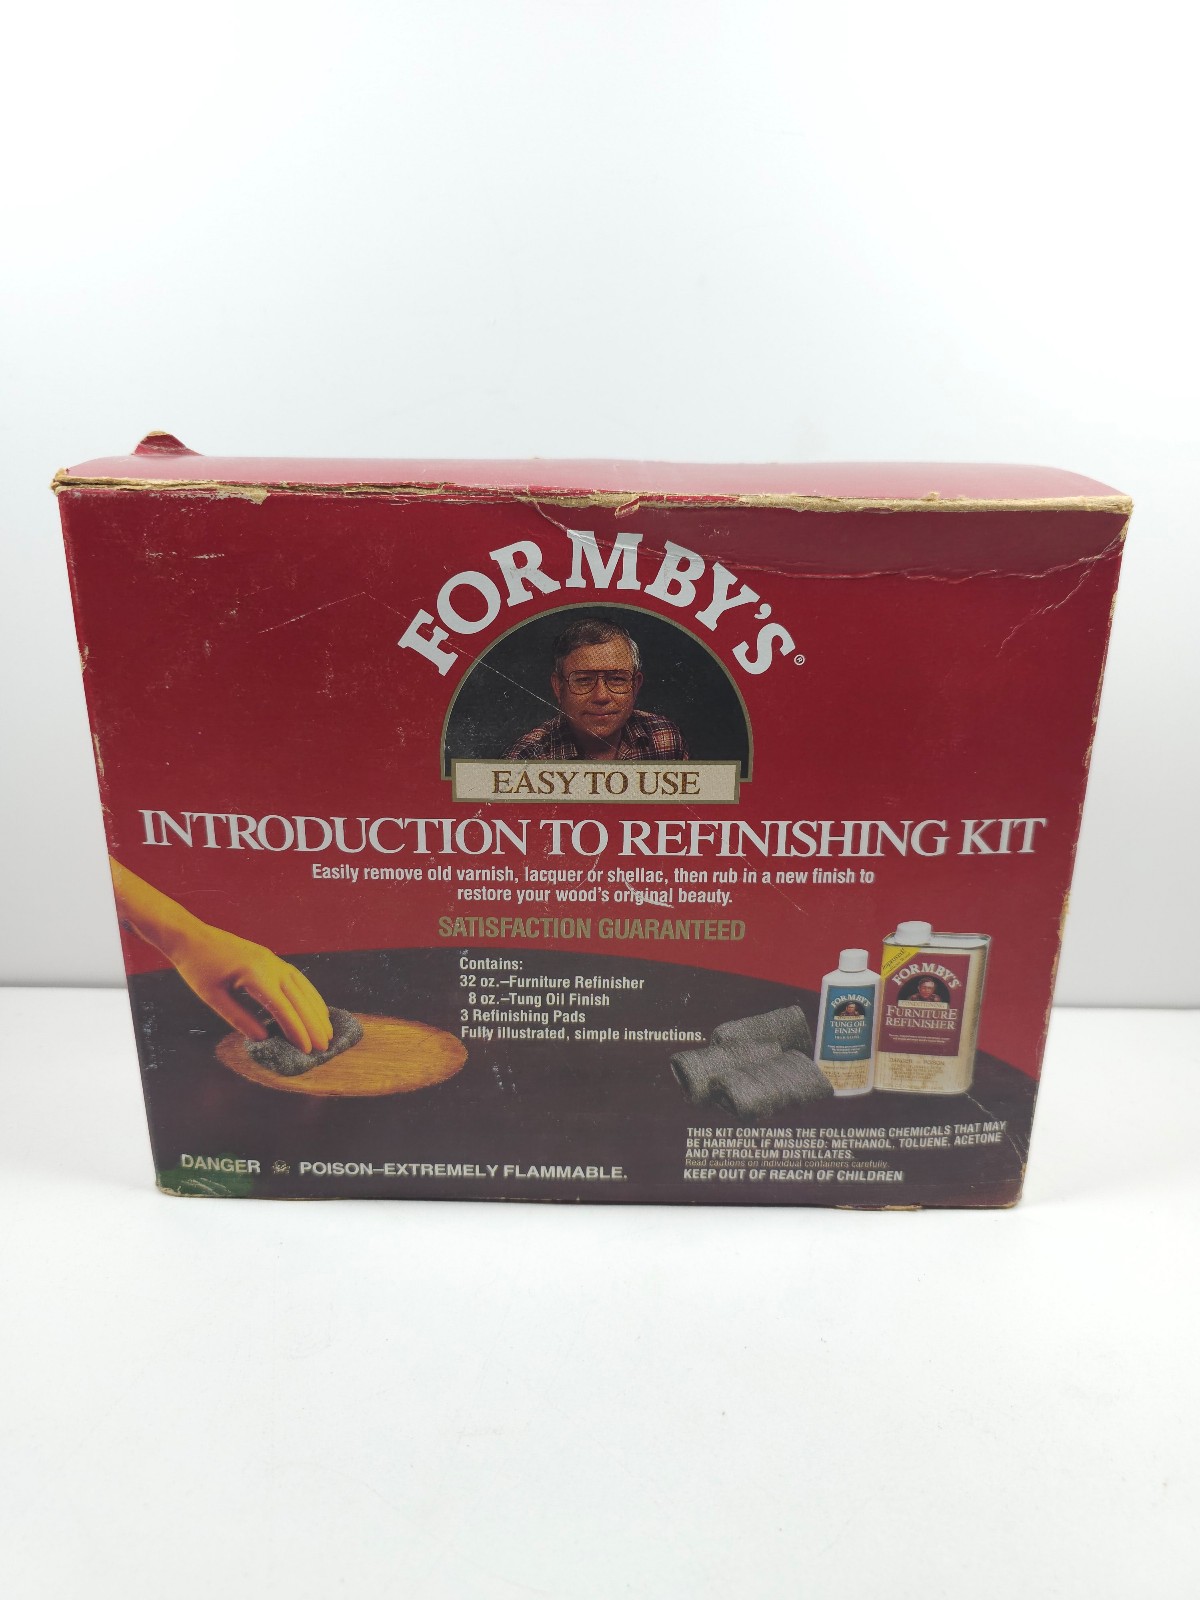 FORMBY'S®
EASY TO USE
INTRODUCTION TO REFINISHING KIT
Easily remove old varnish, lacquer or shellac, then rub in a new finish to
restore your wood's original beauty.
SATISFACTION GUARANTEED
Contains:
32 oz.–Furniture Refinisher
8 oz.–Tung Oil Finish
3 Refinishing Pads
Fully illustrated, simple instructions.
FORMBY'S
TUNG OIL
FINISH
FORMBY'S
FURNITURE
REFINISHER
THIS KIT CONTAINS THE FOLLOWING CHEMICALS THAT MAY
BE HARMFUL IF MISUSED: METHANOL, TOLUENE, ACETONE
AND PETROLEUM DISTILLATES.
Read cautions on individual containers carefully.
KEEP OUT OF REACH OF CHILDREN
DANGER POISON–EXTREMELY FLAMMABLE.